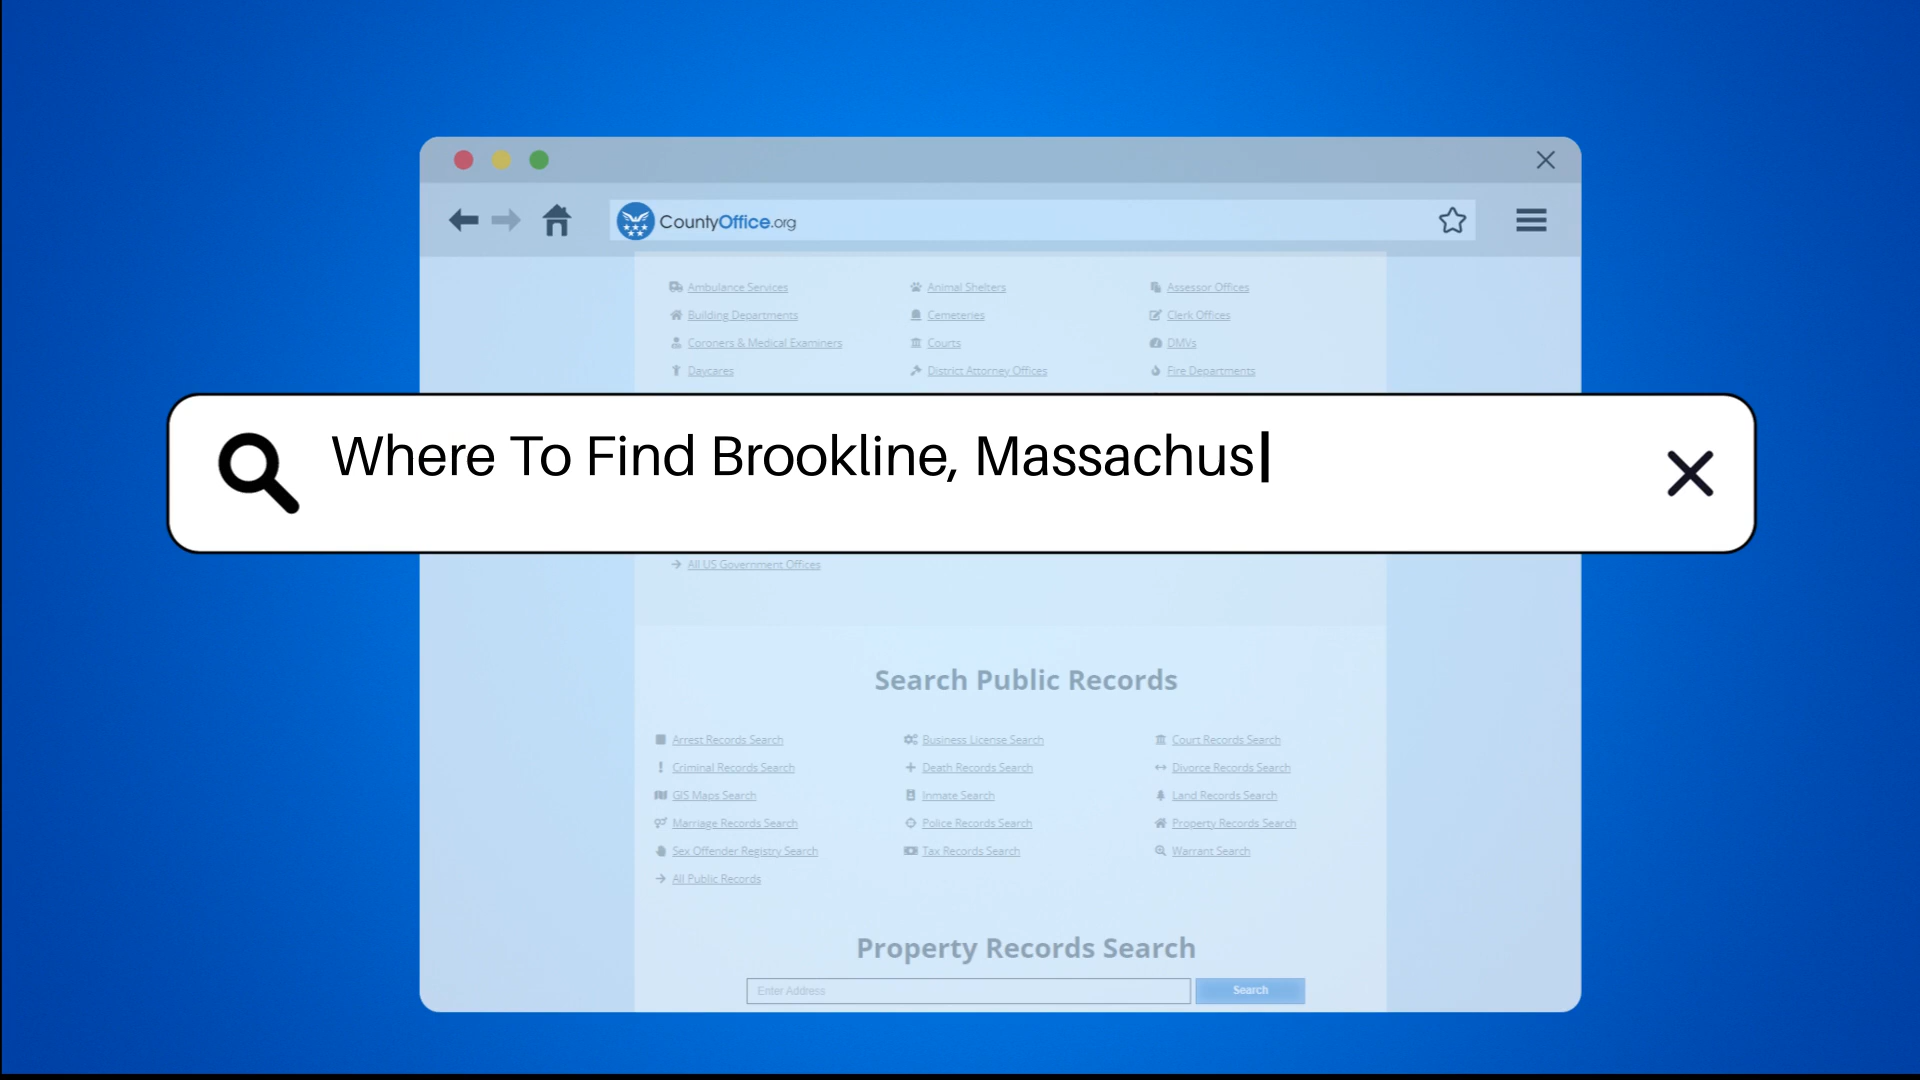 CountyOffice.org
Ambulance Services Animal Shelters Assessor Offices
Building Departments Cemeteries Clerk Offices
Coroners & Medical Examiners Courts DMVs
Daycares District Attorney Offices Fire Departments
Where To Find Brookline, Massachus
All US Government Offices
Search Public Records
Arrest Records Search Business License Search Court Records Search
Criminal Records Search Death Records Search Divorce Records Search
GIS Maps Search Inmate Search Land Records Search
Marriage Records Search Police Records Search Property Records Search
Sex Offender Registry Search Tax Records Search Warrant Search
All Public Records
Property Records Search
Enter Address Search